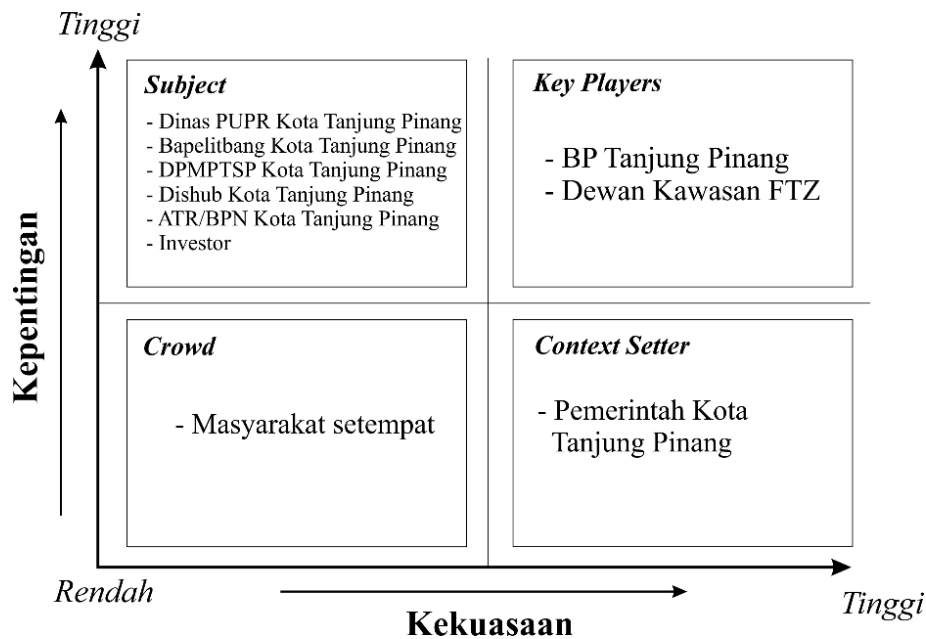 Tinggi
Subject
- Dinas PUPR Kota Tanjung Pinang
- Bapelitbang Kota Tanjung Pinang
- DPMPTSP Kota Tanjung Pinang
- Dishub Kota Tanjung Pinang
- ATR/BPN Kota Tanjung Pinang
- Investor
Key Players
- BP Tanjung Pinang
- Dewan Kawasan FTZ
Kepentingan
Crowd
- Masyarakat setempat
Context Setter
- Pemerintah Kota
Tanjung Pinang
Rendah
Kekuasaan
Tinggi